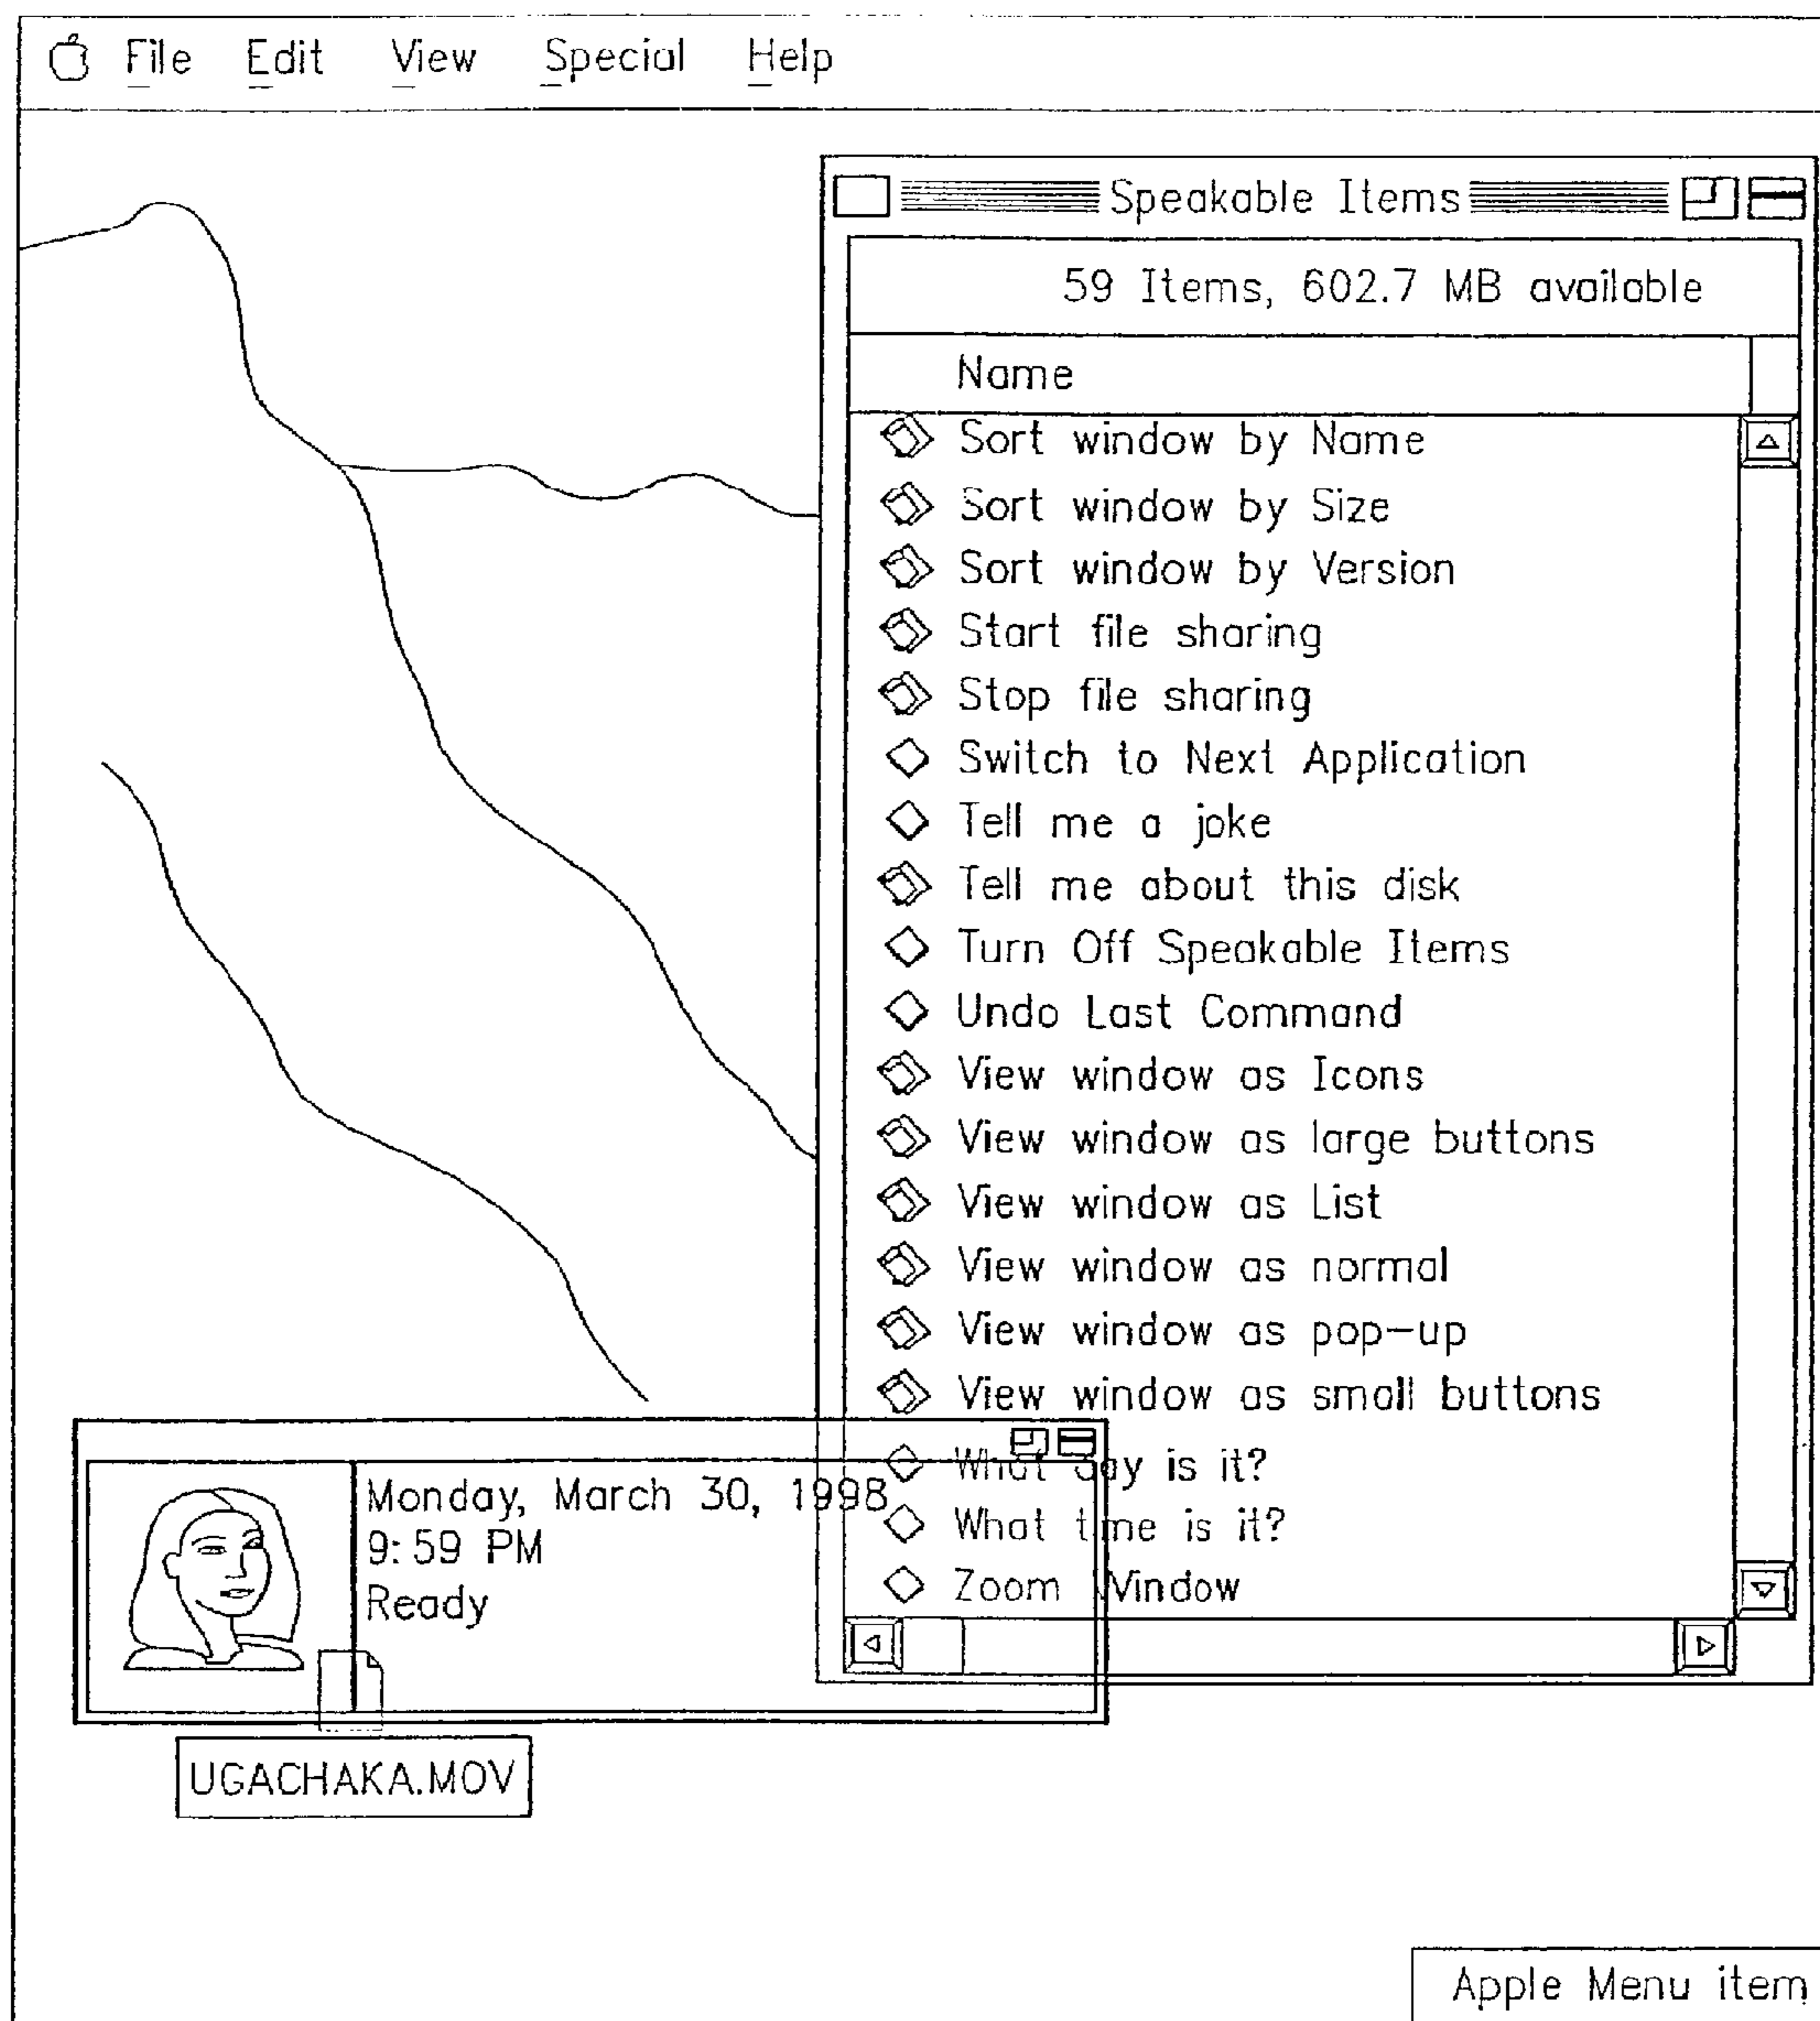 File Edit View Special Help
Speakable Items
59 Items, 602.7 MB available
Name
Sort window by Name
Sort window by Size
Sort window by Version
Start file sharing
Stop file sharing
Switch to Next Application
Tell me a joke
Tell me about this disk
Turn Off Speakable Items
Undo Last Command
View window as Icons
View window as large buttons
View window as List
View window as normal
View window as pop-up
View window as small buttons
What day is it?
What time is it?
Zoom Window
Monday, March 30, 1998
9:59 PM
Ready
UGACHAKA.MOV
Apple Menu item